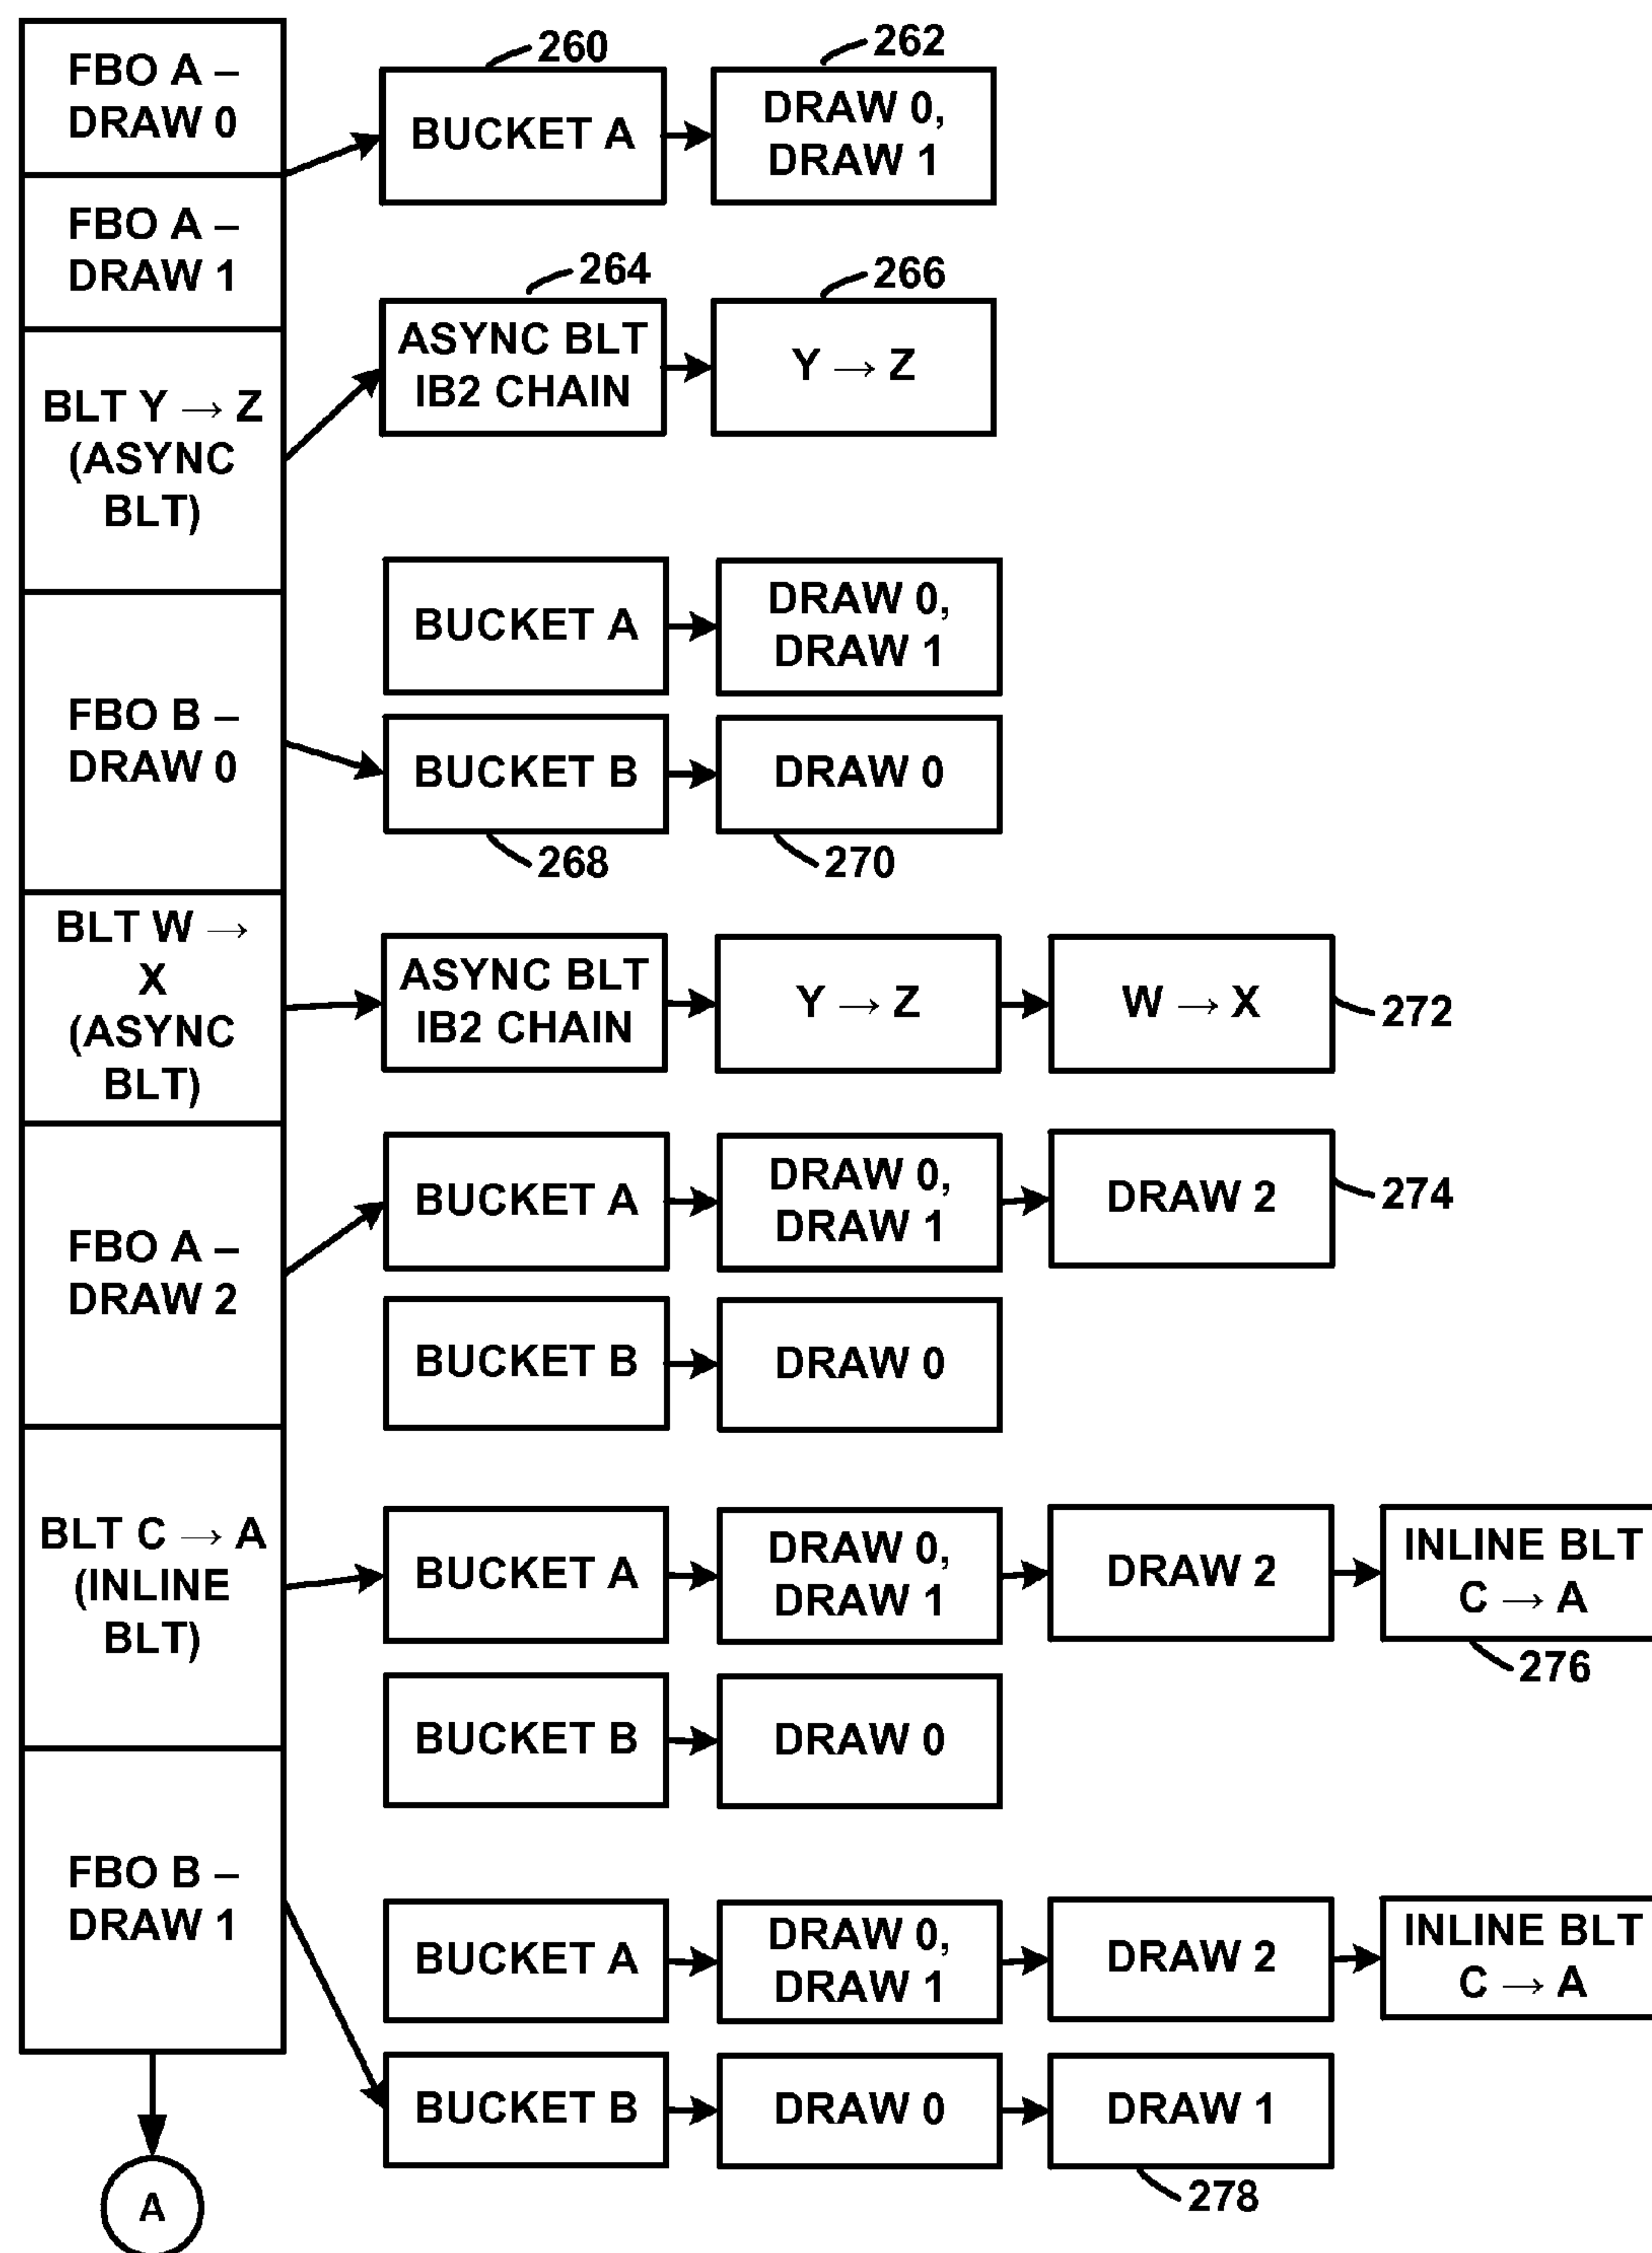 FBO A –
DRAW 0
260
262
BUCKET A
DRAW 0,
DRAW 1
FBO A –
DRAW 1
264
266
ASYNC BLT
IB2 CHAIN
Y → Z
BLT Y → Z
(ASYNC
BLT)
BUCKET A
DRAW 0,
DRAW 1
FBO B –
DRAW 0
BUCKET B
DRAW 0
268
270
BLT W →
X
(ASYNC
BLT)
ASYNC BLT
IB2 CHAIN
Y → Z
W → X
272
FBO A –
DRAW 2
BUCKET A
DRAW 0,
DRAW 1
DRAW 2
274
BUCKET B
DRAW 0
BLT C → A
(INLINE
BLT)
BUCKET A
DRAW 0,
DRAW 1
DRAW 2
INLINE BLT
C → A
276
BUCKET B
DRAW 0
FBO B –
DRAW 1
BUCKET A
DRAW 0,
DRAW 1
DRAW 2
INLINE BLT
C → A
BUCKET B
DRAW 0
DRAW 1
278
A